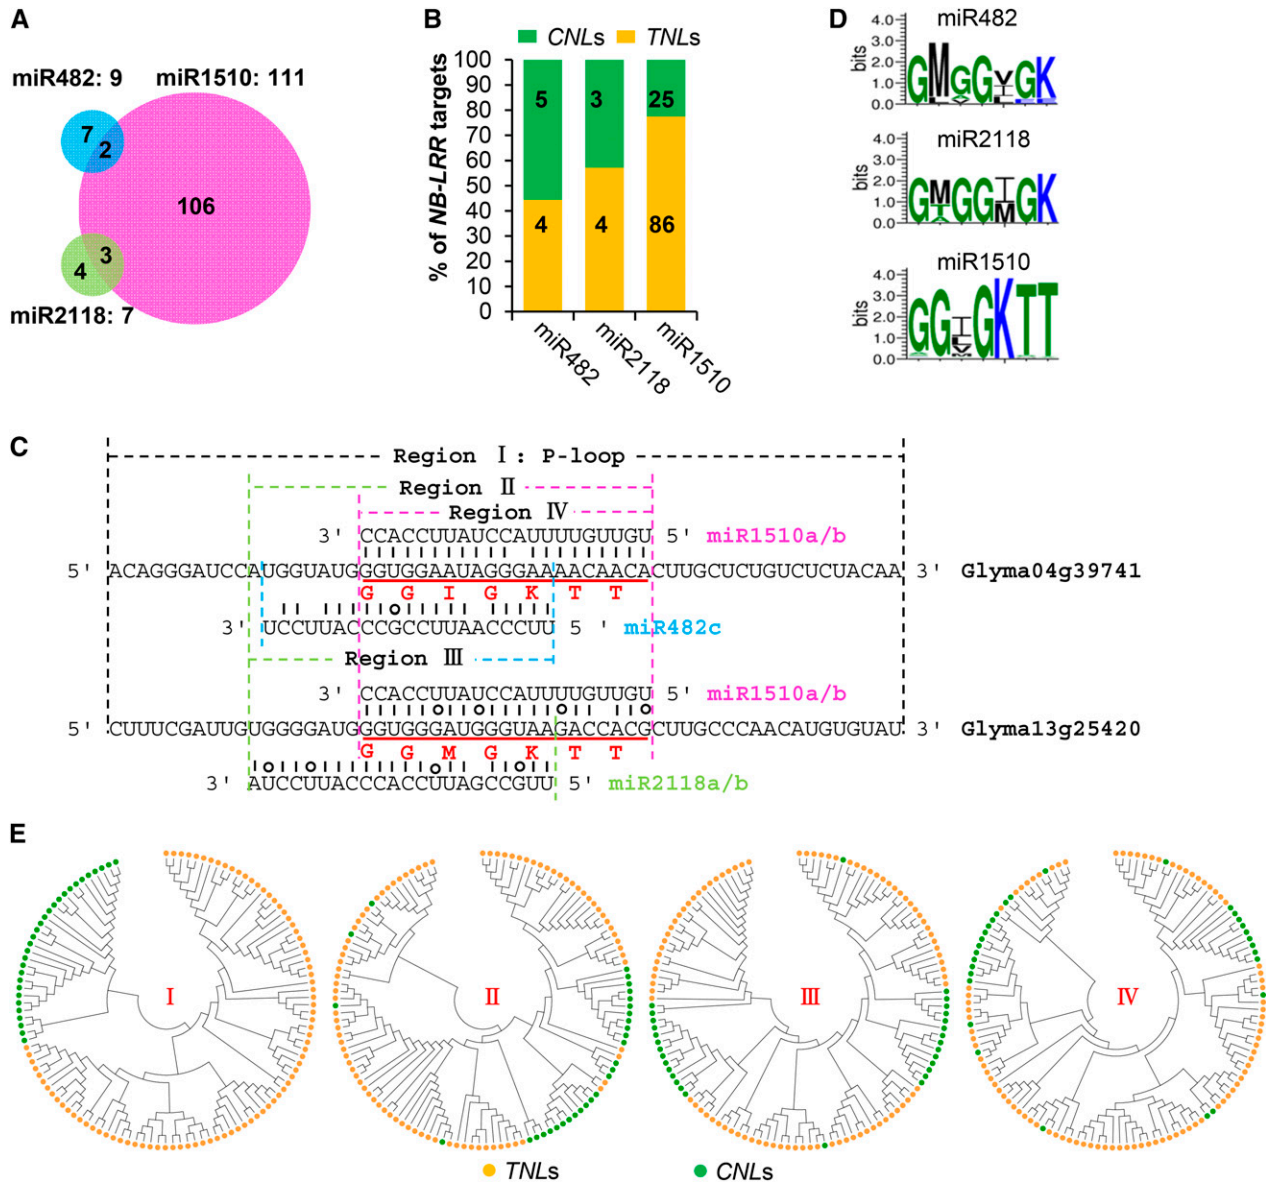 A
miR482: 9
miR1510: 111
7
2
106
3
4
miR2118: 7
B
CNLs
TNLs
% of NB-LRR targets
100
90
80
70
60
50
40
30
20
10
0
5
3
25
4
4
86
miR482
miR2118
miR1510
D
miR482
bits
4.0
3.0
2.0
1.0
0.0
miR2118
bits
4.0
3.0
2.0
1.0
0.0
miR1510
bits
4.0
3.0
2.0
1.0
0.0
C
Region Ⅰ: P-loop
Region Ⅱ
Region Ⅳ
3' CCACCUUAUCCAUUUUGUUGU 5' miR1510a/b
5' ACAGGGAUCCAUGGUAUGGGUGGAAUAGGGAAAACAACACUUGCUCUGUCUCUACAA 3' Glyma04g39741
G G I G K T T
3' UCCUUACCCGCCUUAACCCUU 5 ' miR482c
Region Ⅲ
3' CCACCUUAUCCAUUUUGUUGU 5' miR1510a/b
5' CUUUCGAUUGUGGGGAUGGGUGGGAUGGGUAAGACCACGCUUGCCCAACAUGUGUAU 3' Glyma13g25420
G G M G K T T
3' AUCCUUACCCACCUUAGCCGUU 5' miR2118a/b
E
Ⅰ
Ⅱ
Ⅲ
Ⅳ
TNLs
CNLs